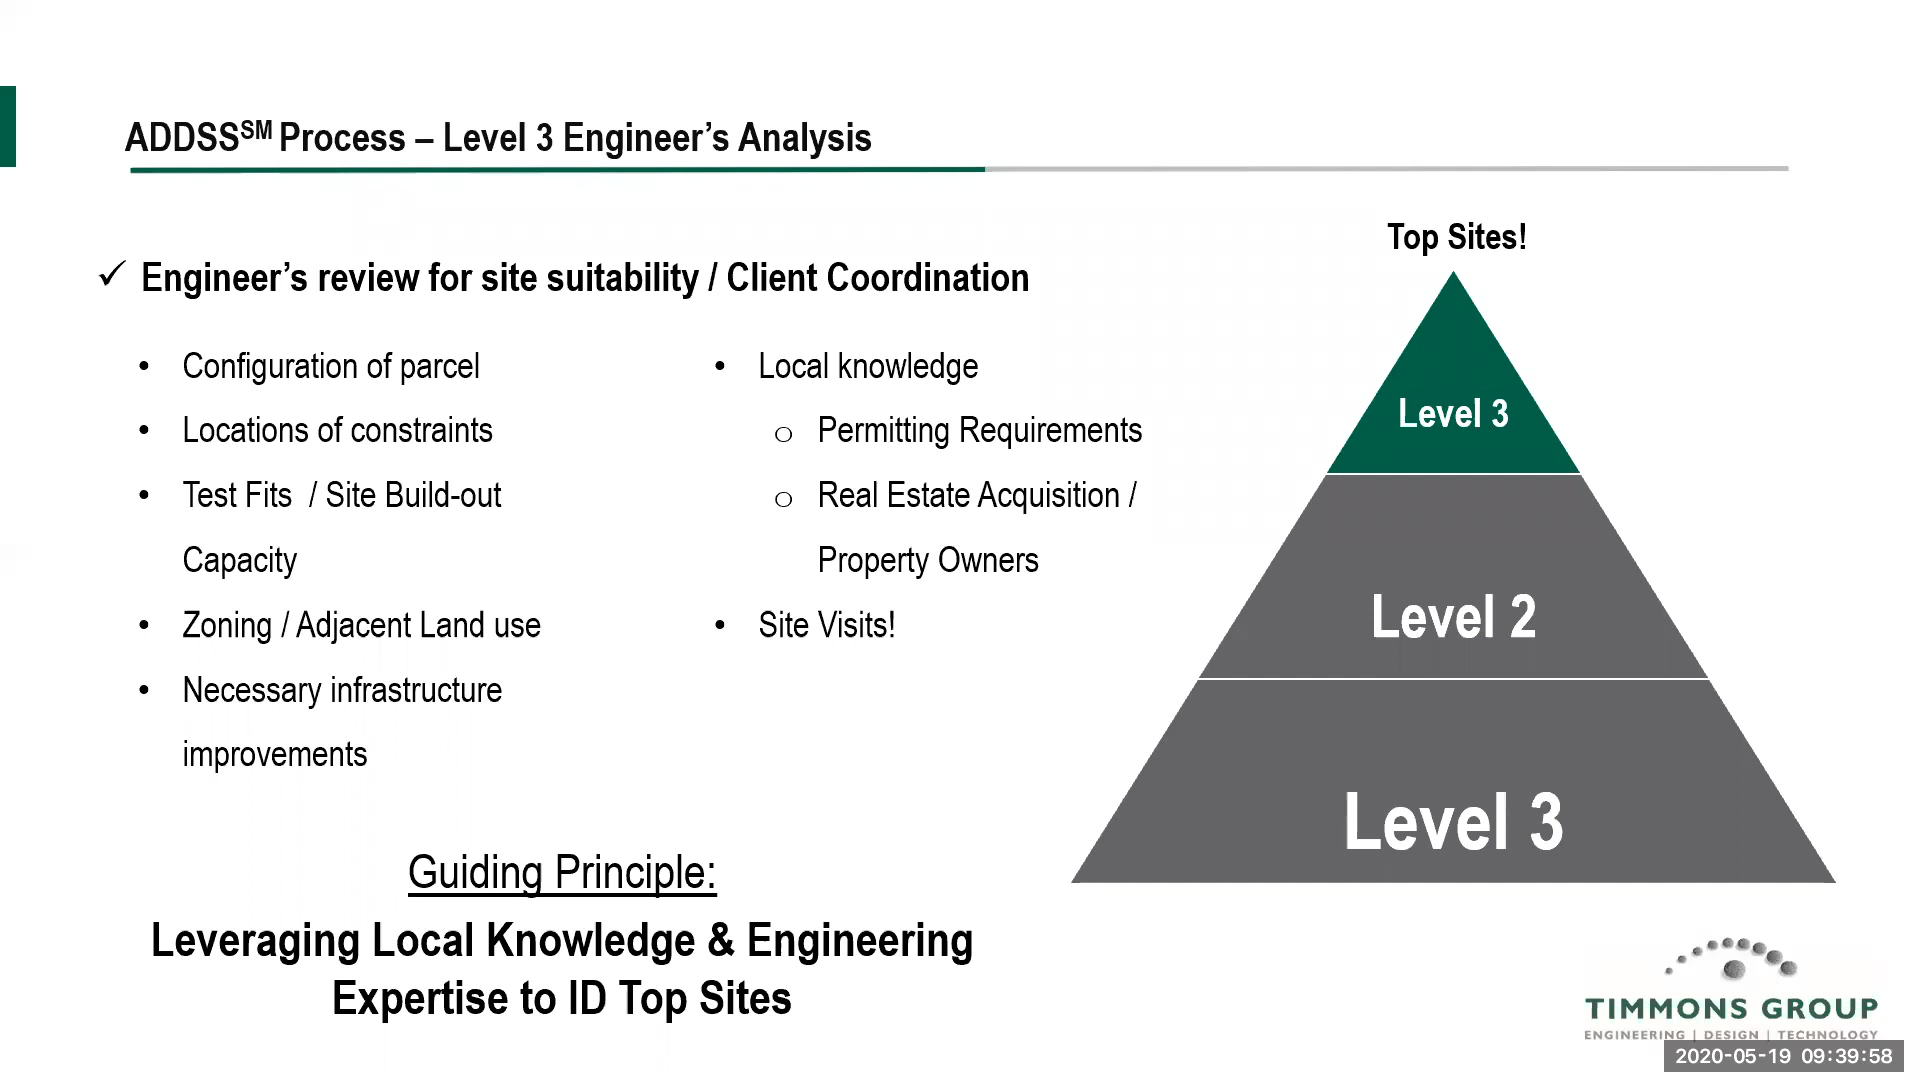 ADDSSSM Process – Level 3 Engineer’s Analysis
✓ Engineer’s review for site suitability / Client Coordination
• Configuration of parcel
• Locations of constraints
• Test Fits / Site Build-out
Capacity
• Zoning / Adjacent Land use
• Necessary infrastructure
improvements
• Local knowledge
o Permitting Requirements
o Real Estate Acquisition /
Property Owners
• Site Visits!
Guiding Principle:
Leveraging Local Knowledge & Engineering
Expertise to ID Top Sites
Top Sites!
Level 3
Level 2
Level 3
TIMMONS GROUP
ENGINEERING | DESIGN | TECHNOLOGY
2020-05-19 09:39:58